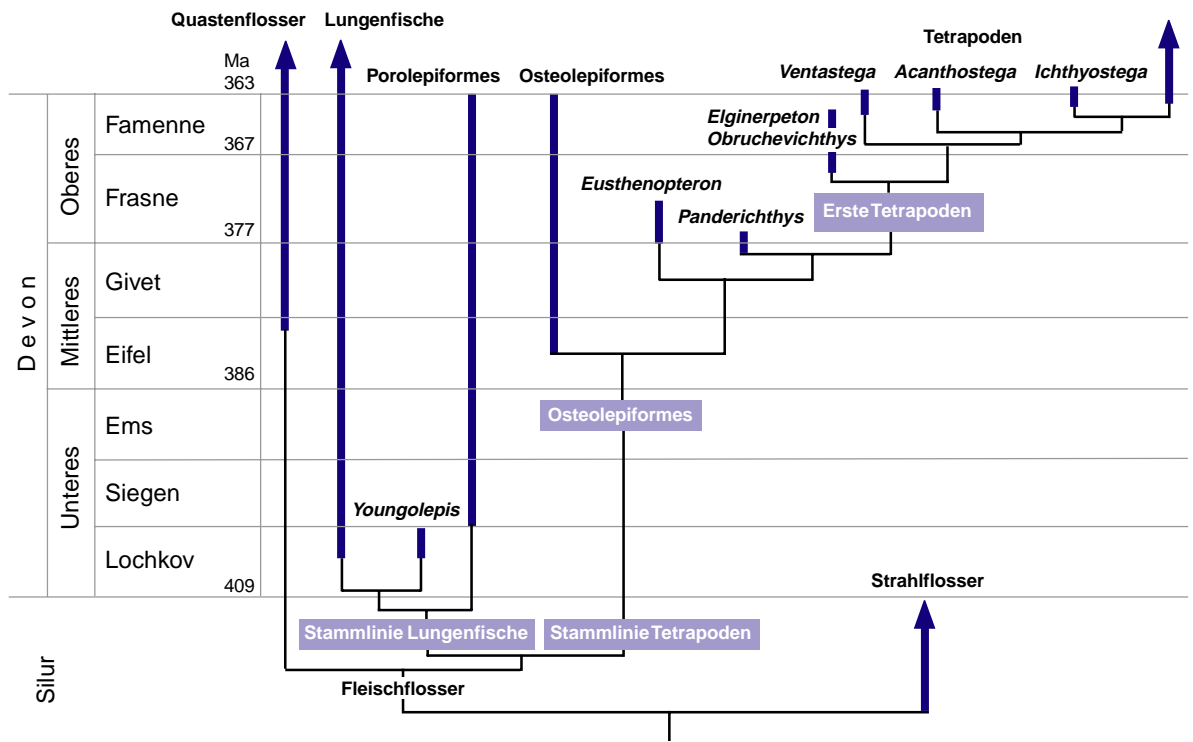 Quastenflosser
Lungenfische
Tetrapoden
Ma
363
Porolepiformes
Osteolepiformes
Ventastega
Acanthostega
Ichthyostega
Elginerpeton
Obruchevichthys
Famenne
367
Frasne
Eusthenopteron
Panderichthys
Erste Tetrapoden
377
Givet
Eifel
386
Osteolepiformes
Ems
Siegen
Youngolepis
Lochkov
409
Devon
Oberes
Mittleres
Unteres
Silur
Strahlflosser
Stammlinie Lungenfische
Stammlinie Tetrapoden
Fleischflosser